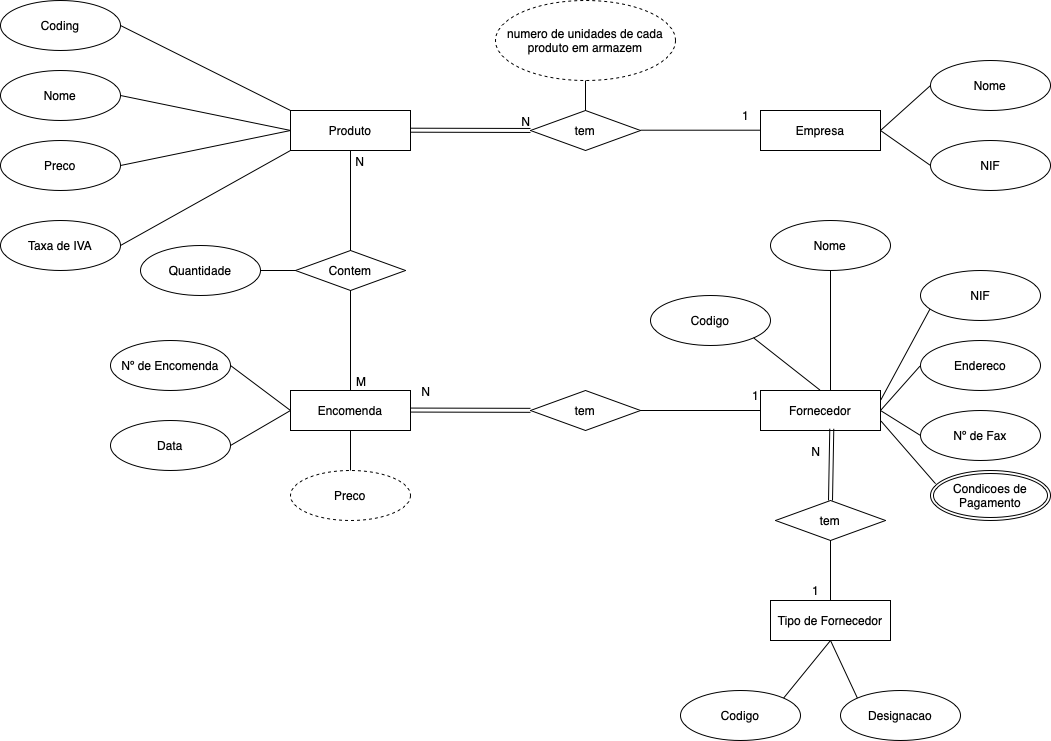 Coding
numero de unidades de cada
produto em armazem
Nome
Nome
Produto
N
tem
1
Empresa
Preco
N
NIF
Taxa de IVA
Nome
Quantidade
Contem
NIF
Codigo
Nº de Encomenda
Endereco
M
N
1
Encomenda
tem
Fornecedor
Data
Nº de Fax
N
Preco
Condicoes de
Pagamento
tem
1
Tipo de Fornecedor
Codigo
Designacao